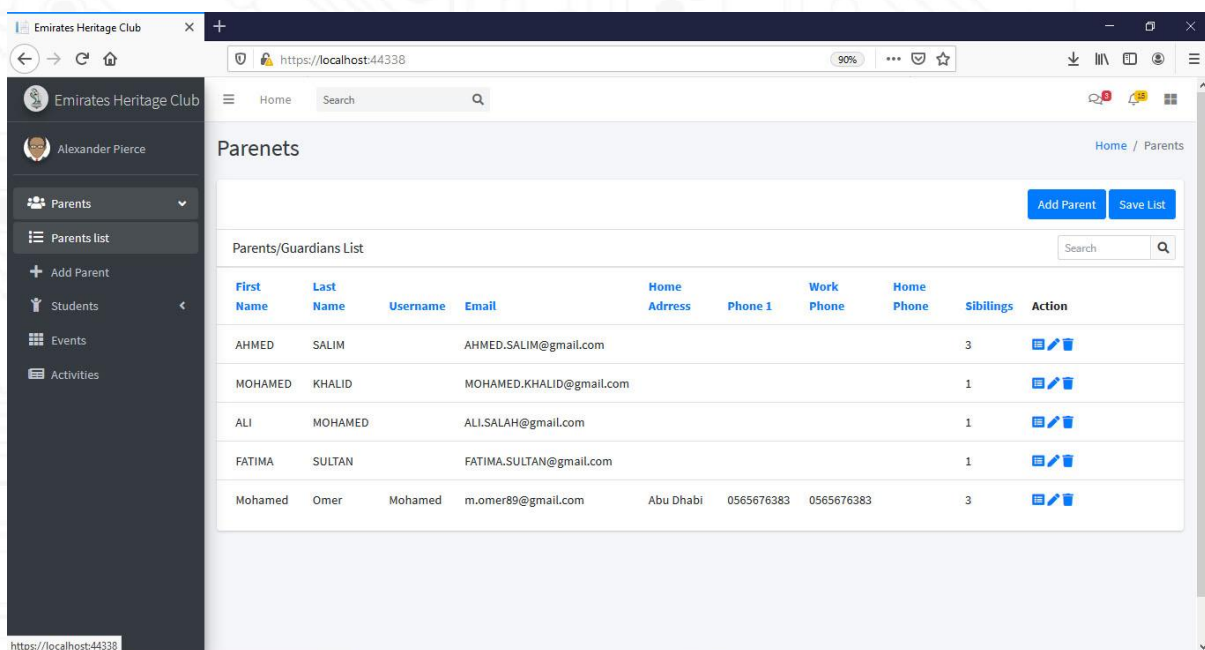 Emirates Heritage Club
https://localhost:44338
90%
Emirates Heritage Club
Home
Search
3
15
Alexander Pierce
Parenets
Home / Parents
Parents
Parents list
Add Parent
Students
Events
Activities
Add Parent
Save List
Parents/Guardians List
Search
First Name Last Name Username Email Home Adrress Phone 1 Work Phone Home Phone Sibilings Action
AHMED SALIM AHMED.SALIM@gmail.com 3
MOHAMED KHALID MOHAMED.KHALID@gmail.com 1
ALI MOHAMED ALI.SALAH@gmail.com 1
FATIMA SULTAN FATIMA.SULTAN@gmail.com 1
Mohamed Omer Mohamed m.omer89@gmail.com Abu Dhabi 0565676383 0565676383 3
https://localhost:44338